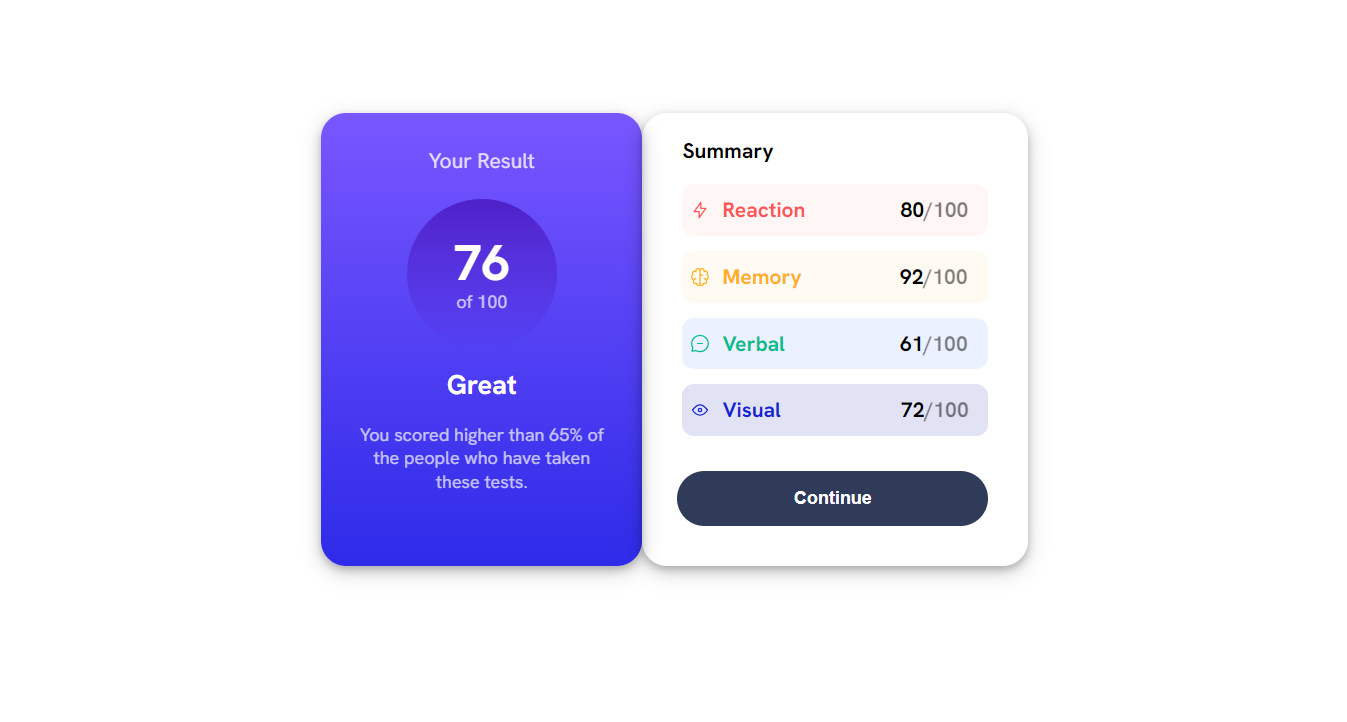 Your Result
76
of 100
Great
You scored higher than 65% of
the people who have taken
these tests.
Summary
Reaction 80/100
Memory 92/100
Verbal 61/100
Visual 72/100
Continue